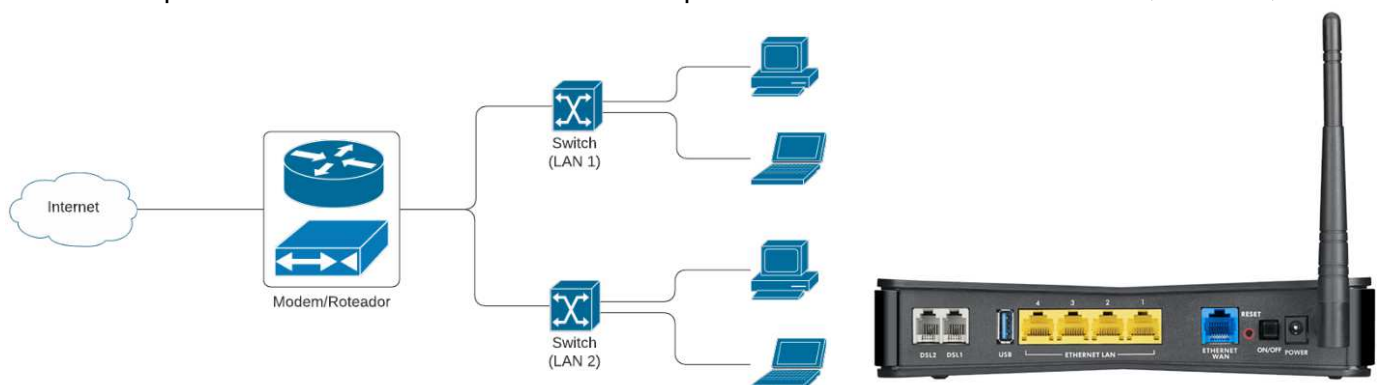 Internet
Modem/Roteador
Switch
(LAN 1)
Switch
(LAN 2)
4 3 2 1
RESET
DSL2 DSL1 USB ETHERNET LAN ETHERNET
WAN ON/OFF POWER